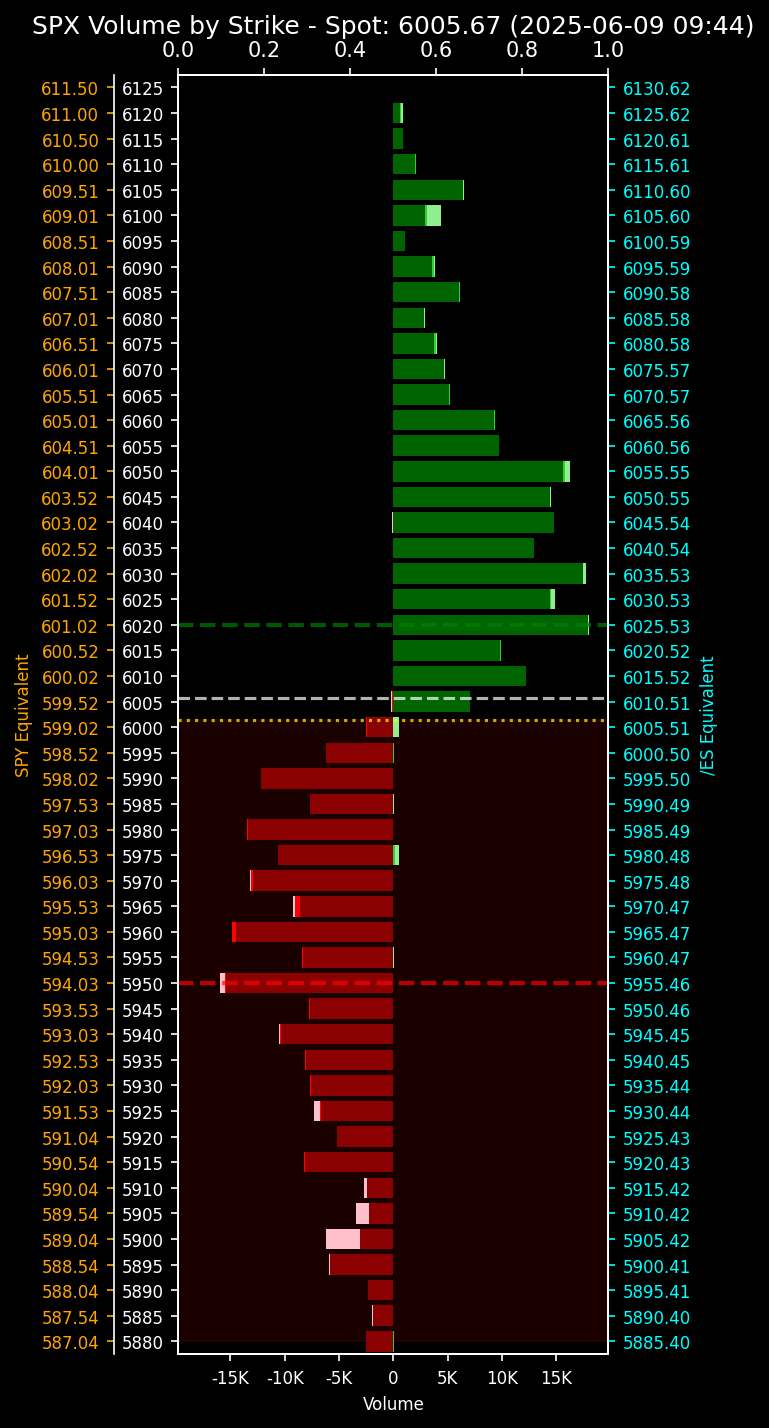 SPX Volume by Strike - Spot: 6005.67 (2025-06-09 09:44)
0.0 0.2 0.4 0.6 0.8 1.0
611.50 6125 6130.62
611.00 6120 6125.62
610.50 6115 6120.61
610.00 6110 6115.61
609.51 6105 6110.60
609.01 6100 6105.60
608.51 6095 6100.59
608.01 6090 6095.59
607.51 6085 6090.58
607.01 6080 6085.58
606.51 6075 6080.58
606.01 6070 6075.57
605.51 6065 6070.57
605.01 6060 6065.56
604.51 6055 6060.56
604.01 6050 6055.55
603.52 6045 6050.55
603.02 6040 6045.54
602.52 6035 6040.54
602.02 6030 6035.53
601.52 6025 6030.53
601.02 6020 6025.53
600.52 6015 6020.52
600.02 6010 6015.52
599.52 6005 6010.51
599.02 6000 6005.51
598.52 5995 6000.50
598.02 5990 5995.50
597.53 5985 5990.49
597.03 5980 5985.49
596.53 5975 5980.48
596.03 5970 5975.48
595.53 5965 5970.47
595.03 5960 5965.47
594.53 5955 5960.47
594.03 5950 5955.46
593.53 5945 5950.46
593.03 5940 5945.45
592.53 5935 5940.45
592.03 5930 5935.44
591.53 5925 5930.44
591.04 5920 5925.43
590.54 5915 5920.43
590.04 5910 5915.42
589.54 5905 5910.42
589.04 5900 5905.42
588.54 5895 5900.41
588.04 5890 5895.41
587.54 5885 5890.40
587.04 5880 5885.40
SPY Equivalent
/ES Equivalent
-15K -10K -5K 0 5K 10K 15K
Volume